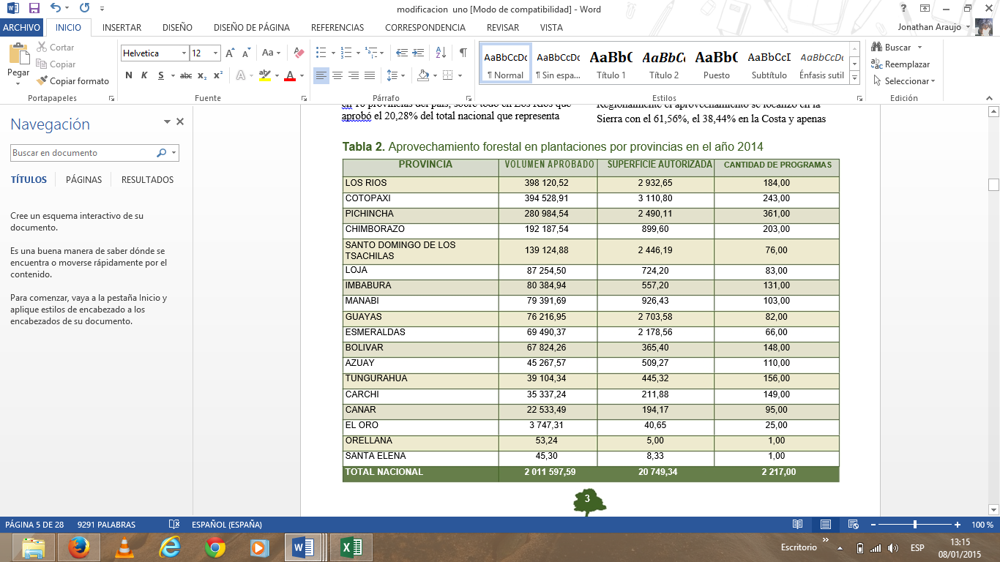 modificacion uno [Modo de compatibilidad] - Word
ARCHIVO INICIO INSERTAR DISEÑO DISEÑO DE PÁGINA REFERENCIAS CORRESPONDENCIA REVISAR VISTA Jonathan Araujo
Pegar
Cortar
Copiar
Copiar formato
Portapapeles
Helvetica 12
N K S abc x₂ x²
Fuente
Párrafo
AaBbCcDc AaBbCcDc AaBbC AaBbCc AaBbC AaBbCcI AaBbCcDc
¶ Normal ¶ Sin espa... Título 1 Título 2 Puesto Subtítulo Énfasis sutil
Estilos
Buscar
Reemplazar
Seleccionar
Edición
Navegación
Buscar en documento
TÍTULOS PÁGINAS RESULTADOS
Cree un esquema interactivo de su
documento.
Es una buena manera de saber dónde se
encuentra o moverse rápidamente por el
contenido.
Para comenzar, vaya a la pestaña Inicio y
aplique estilos de encabezado a los
encabezados de su documento.
en 18 provincias del país, sobre todo en Los Ríos que
aprobó el 20,28% del total nacional que representa
Regionalmente el aprovechamiento se localizó en la
Sierra con el 61,56%, el 38,44% en la Costa y apenas
Tabla 2. Aprovechamiento forestal en plantaciones por provincias en el año 2014
PROVINCIA VOLUMEN APROBADO SUPERFICIE AUTORIZADA CANTIDAD DE PROGRAMAS
LOS RIOS 398 120,52 2 932,65 184,00
COTOPAXI 394 528,91 3 110,80 243,00
PICHINCHA 280 984,54 2 490,11 361,00
CHIMBORAZO 192 187,54 899,60 203,00
SANTO DOMINGO DE LOS
TSACHILAS 139 124,88 2 446,19 76,00
LOJA 87 254,50 724,20 83,00
IMBABURA 80 384,94 557,20 131,00
MANABI 79 391,69 926,43 103,00
GUAYAS 76 216,95 2 703,58 82,00
ESMERALDAS 69 490,37 2 178,56 66,00
BOLIVAR 67 824,26 365,40 148,00
AZUAY 45 267,57 509,27 110,00
TUNGURAHUA 39 104,34 445,32 156,00
CARCHI 35 337,24 211,88 149,00
CANAR 22 533,49 194,17 95,00
EL ORO 3 747,31 40,65 25,00
ORELLANA 53,24 5,00 1,00
SANTA ELENA 45,30 8,33 1,00
TOTAL NACIONAL 2 011 597,59 20 749,34 2 217,00
3
PÁGINA 5 DE 28 9291 PALABRAS ESPAÑOL (ESPAÑA) 100 %
Escritorio ESP 13:15
08/01/2015